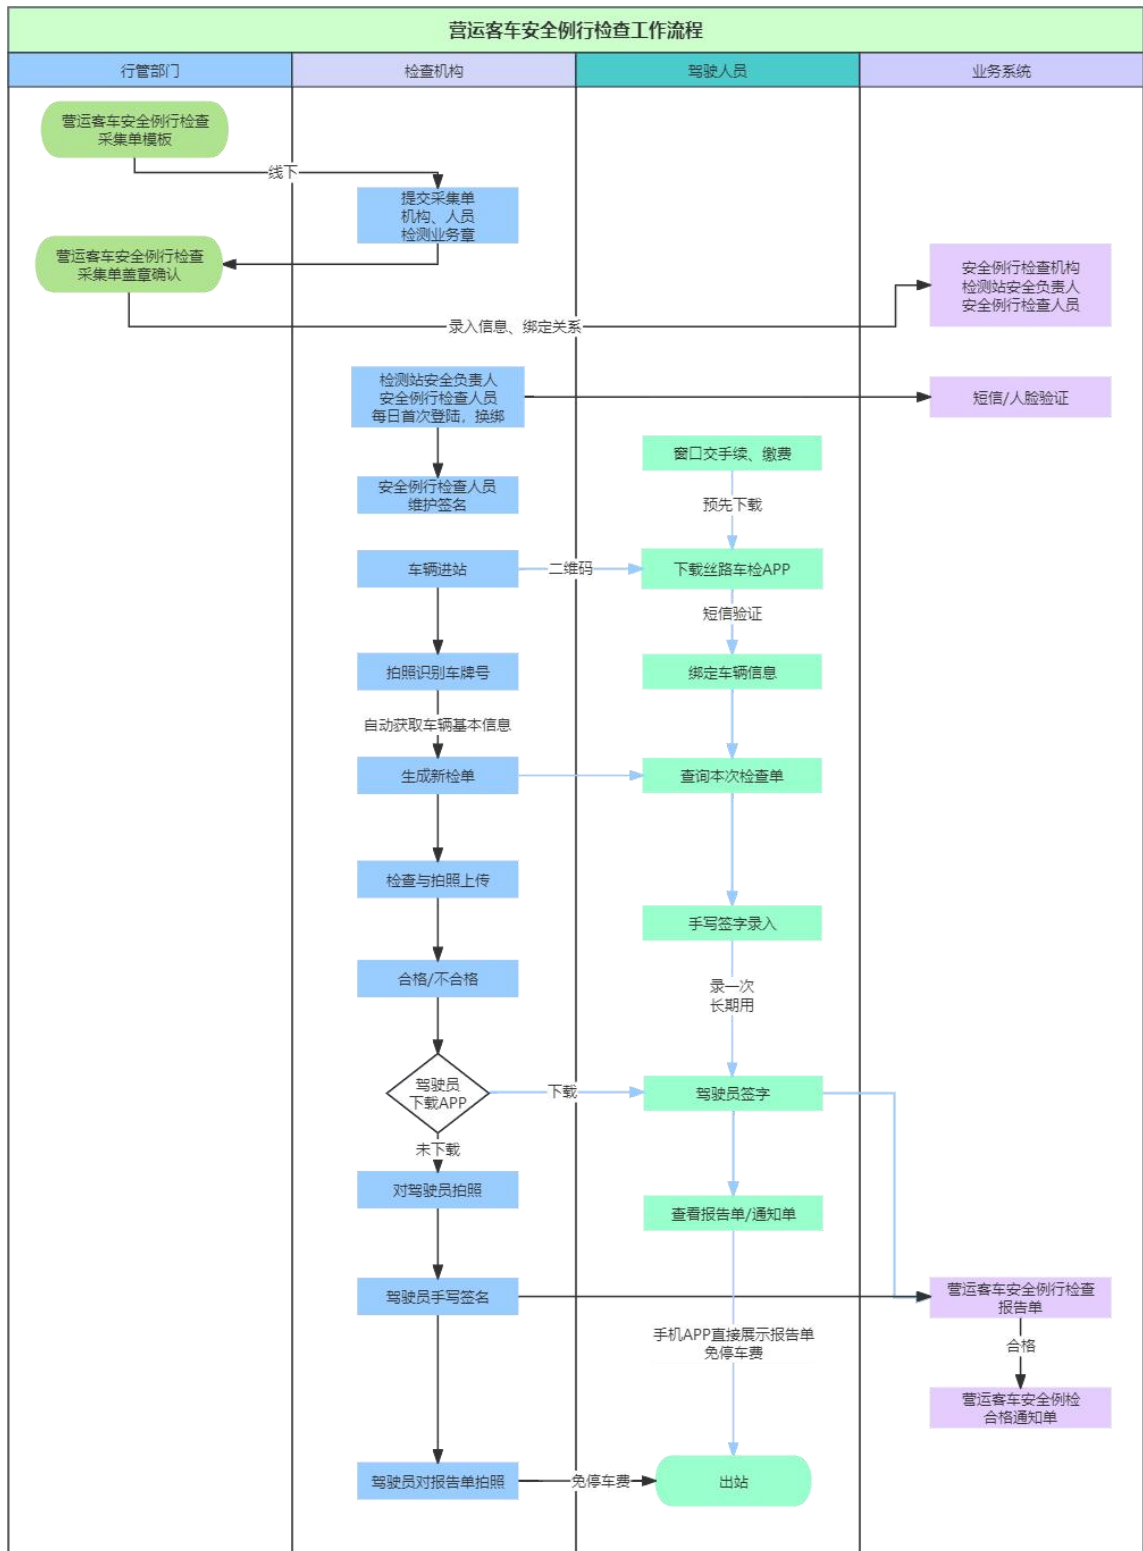 营运客车安全例行检查工作流程
行管部门
检查机构
驾驶人员
业务系统
营运客车安全例行检查
采集单模板
线下
提交采集单
机构、人员
检测业务章
营运客车安全例行检查
采集单盖章确认
安全例行检查机构
检测站安全负责人
安全例行检查人员
录入信息、绑定关系
检测站安全负责人
安全例行检查人员
每日首次登陆，换绑
短信/人脸验证
窗口交手续、缴费
安全例行检查人员
维护签名
预先下载
车辆进站
二维码
下载丝路车检APP
短信验证
拍照识别车牌号
绑定车辆信息
自动获取车辆基本信息
生成新检单
查询本次检查单
检查与拍照上传
手写签字录入
合格/不合格
录一次
长期用
驾驶员
下载APP
下载
驾驶员签字
未下载
对驾驶员拍照
查看报告单/通知单
驾驶员手写签名
营运客车安全例行检查
报告单
手机APP直接展示报告单
免停车费
合格
营运客车安全例检
合格通知单
驾驶员对报告单拍照
免停车费
出站